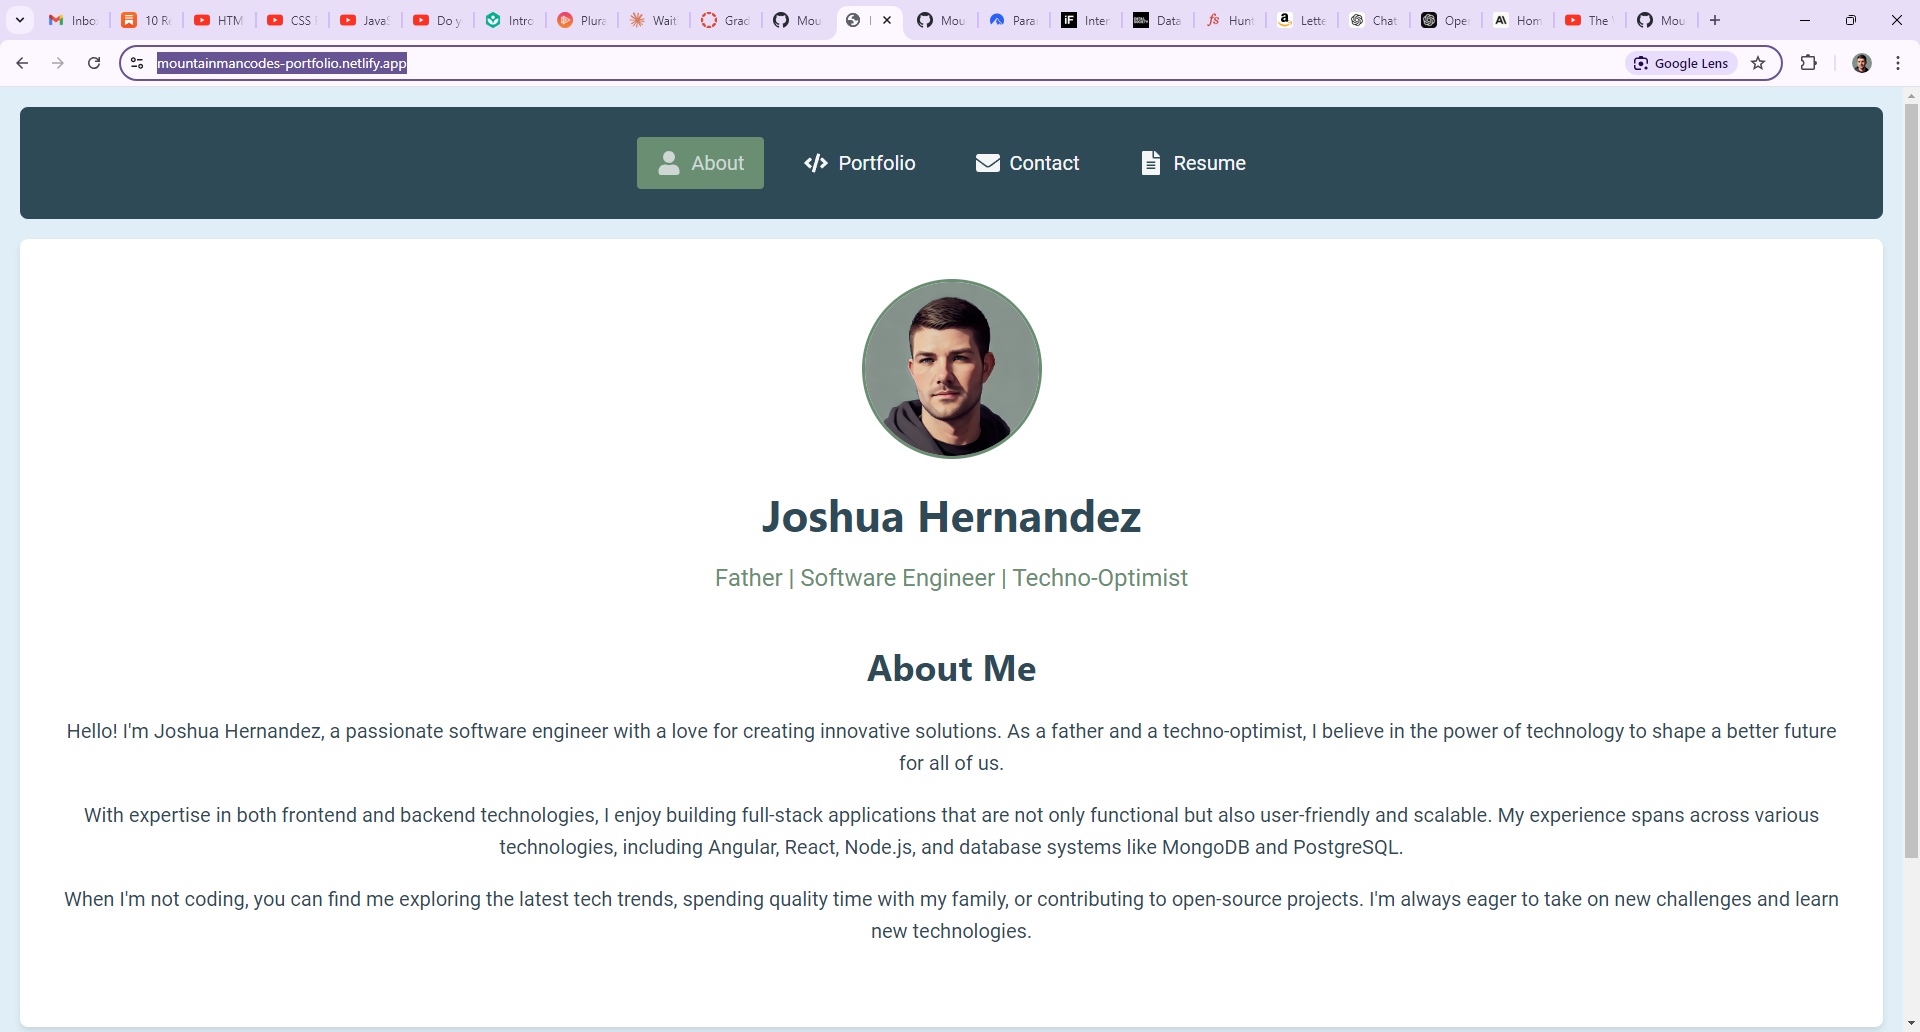 Inbo
10 Re
HTM
CSS
Java
Do y
Intro
Plura
Wait
Grad
Mou
Mou
Para
Inter
Data
Hunt
Lette
Chat
Ope
Hom
The
Mou
mountainmancodes-portfolio.netlify.app
Google Lens
About
Portfolio
Contact
Resume
Joshua Hernandez
Father | Software Engineer | Techno-Optimist
About Me
Hello! I'm Joshua Hernandez, a passionate software engineer with a love for creating innovative solutions. As a father and a techno-optimist, I believe in the power of technology to shape a better future
for all of us.
With expertise in both frontend and backend technologies, I enjoy building full-stack applications that are not only functional but also user-friendly and scalable. My experience spans across various
technologies, including Angular, React, Node.js, and database systems like MongoDB and PostgreSQL.
When I'm not coding, you can find me exploring the latest tech trends, spending quality time with my family, or contributing to open-source projects. I'm always eager to take on new challenges and learn
new technologies.